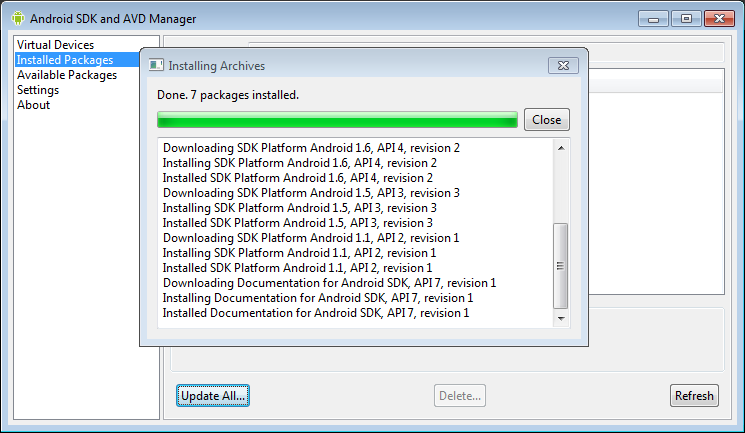 Android SDK and AVD Manager
Virtual Devices
Installed Packages
Available Packages
Settings
About
Installing Archives
Done. 7 packages installed.
Close
Downloading SDK Platform Android 1.6, API 4, revision 2
Installing SDK Platform Android 1.6, API 4, revision 2
Installed SDK Platform Android 1.6, API 4, revision 2
Downloading SDK Platform Android 1.5, API 3, revision 3
Installing SDK Platform Android 1.5, API 3, revision 3
Installed SDK Platform Android 1.5, API 3, revision 3
Downloading SDK Platform Android 1.1, API 2, revision 1
Installing SDK Platform Android 1.1, API 2, revision 1
Installed SDK Platform Android 1.1, API 2, revision 1
Downloading Documentation for Android SDK, API 7, revision 1
Installing Documentation for Android SDK, API 7, revision 1
Installed Documentation for Android SDK, API 7, revision 1
Update All...
Delete...
Refresh